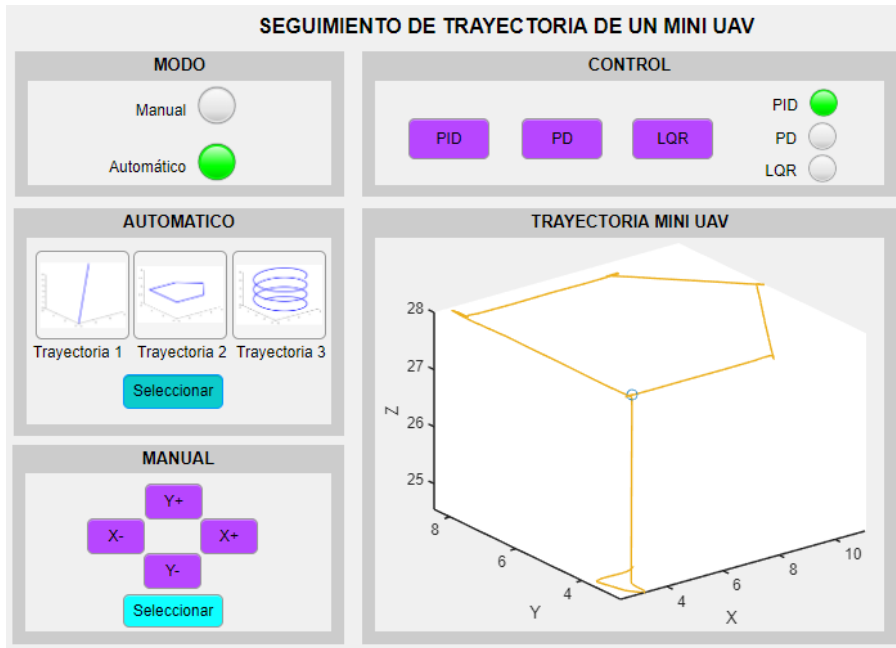 SEGUIMIENTO DE TRAYECTORIA DE UN MINI UAV
MODO
Manual
Automático
CONTROL
PID
PD
LQR
PID
PD
LQR
AUTOMATICO
Trayectoria 1
Trayectoria 2
Trayectoria 3
Seleccionar
MANUAL
Y+
X-
X+
Y-
Seleccionar
TRAYECTORIA MINI UAV
28
27
26
25
Z
8
6
4
Y
4
6
8
10
X